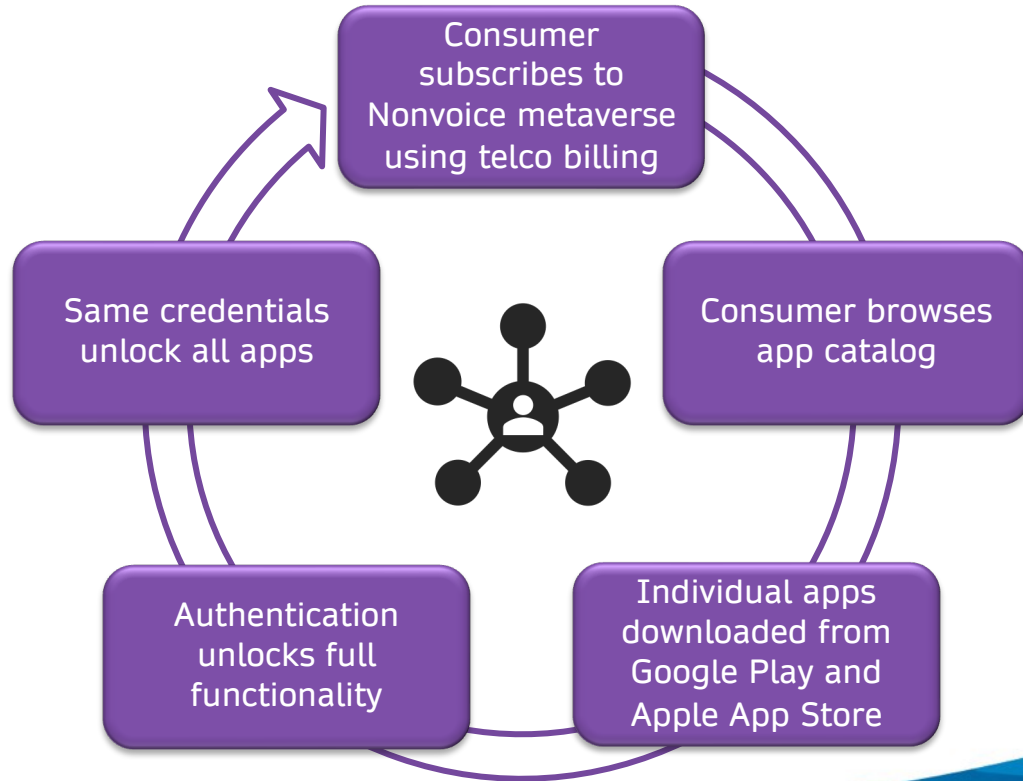 Consumer
subscribes to
Nonvoice metaverse
using telco billing
Consumer browses
app catalog
Individual apps
downloaded from
Google Play and
Apple App Store
Authentication
unlocks full
functionality
Same credentials
unlock all apps